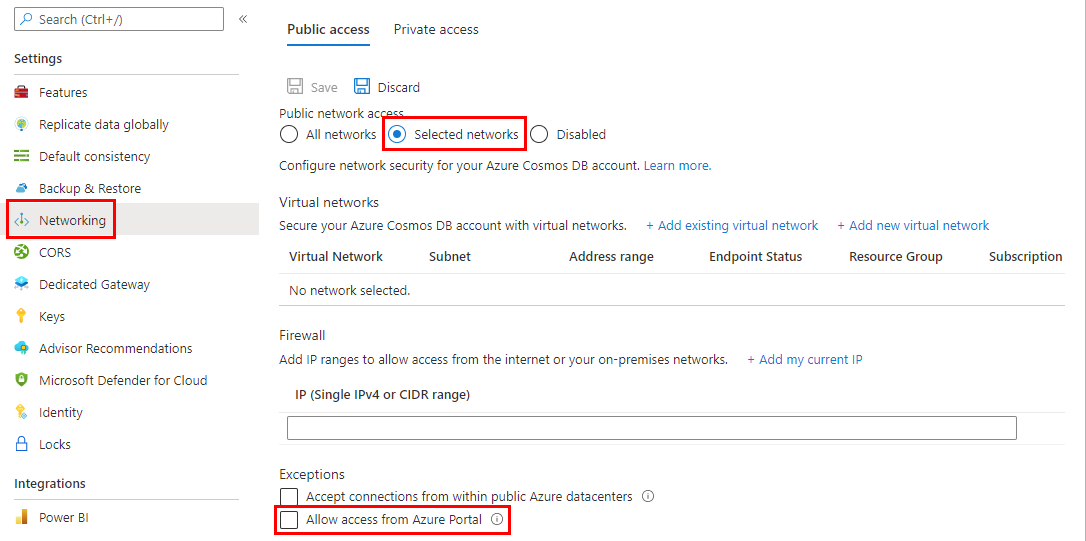 Search (Ctrl+/)
«
Settings
Features
Replicate data globally
Default consistency
Backup & Restore
Networking
CORS
Dedicated Gateway
Keys
Advisor Recommendations
Microsoft Defender for Cloud
Identity
Locks
Integrations
Power BI
Public access Private access
Save Discard
Public network access
All networks Selected networks Disabled
Configure network security for your Azure Cosmos DB account. Learn more.
Virtual networks
Secure your Azure Cosmos DB account with virtual networks. + Add existing virtual network + Add new virtual network
Virtual Network Subnet Address range Endpoint Status Resource Group Subscription
No network selected.
Firewall
Add IP ranges to allow access from the internet or your on-premises networks. + Add my current IP
IP (Single IPv4 or CIDR range)
Exceptions
Accept connections from within public Azure datacenters
Allow access from Azure Portal